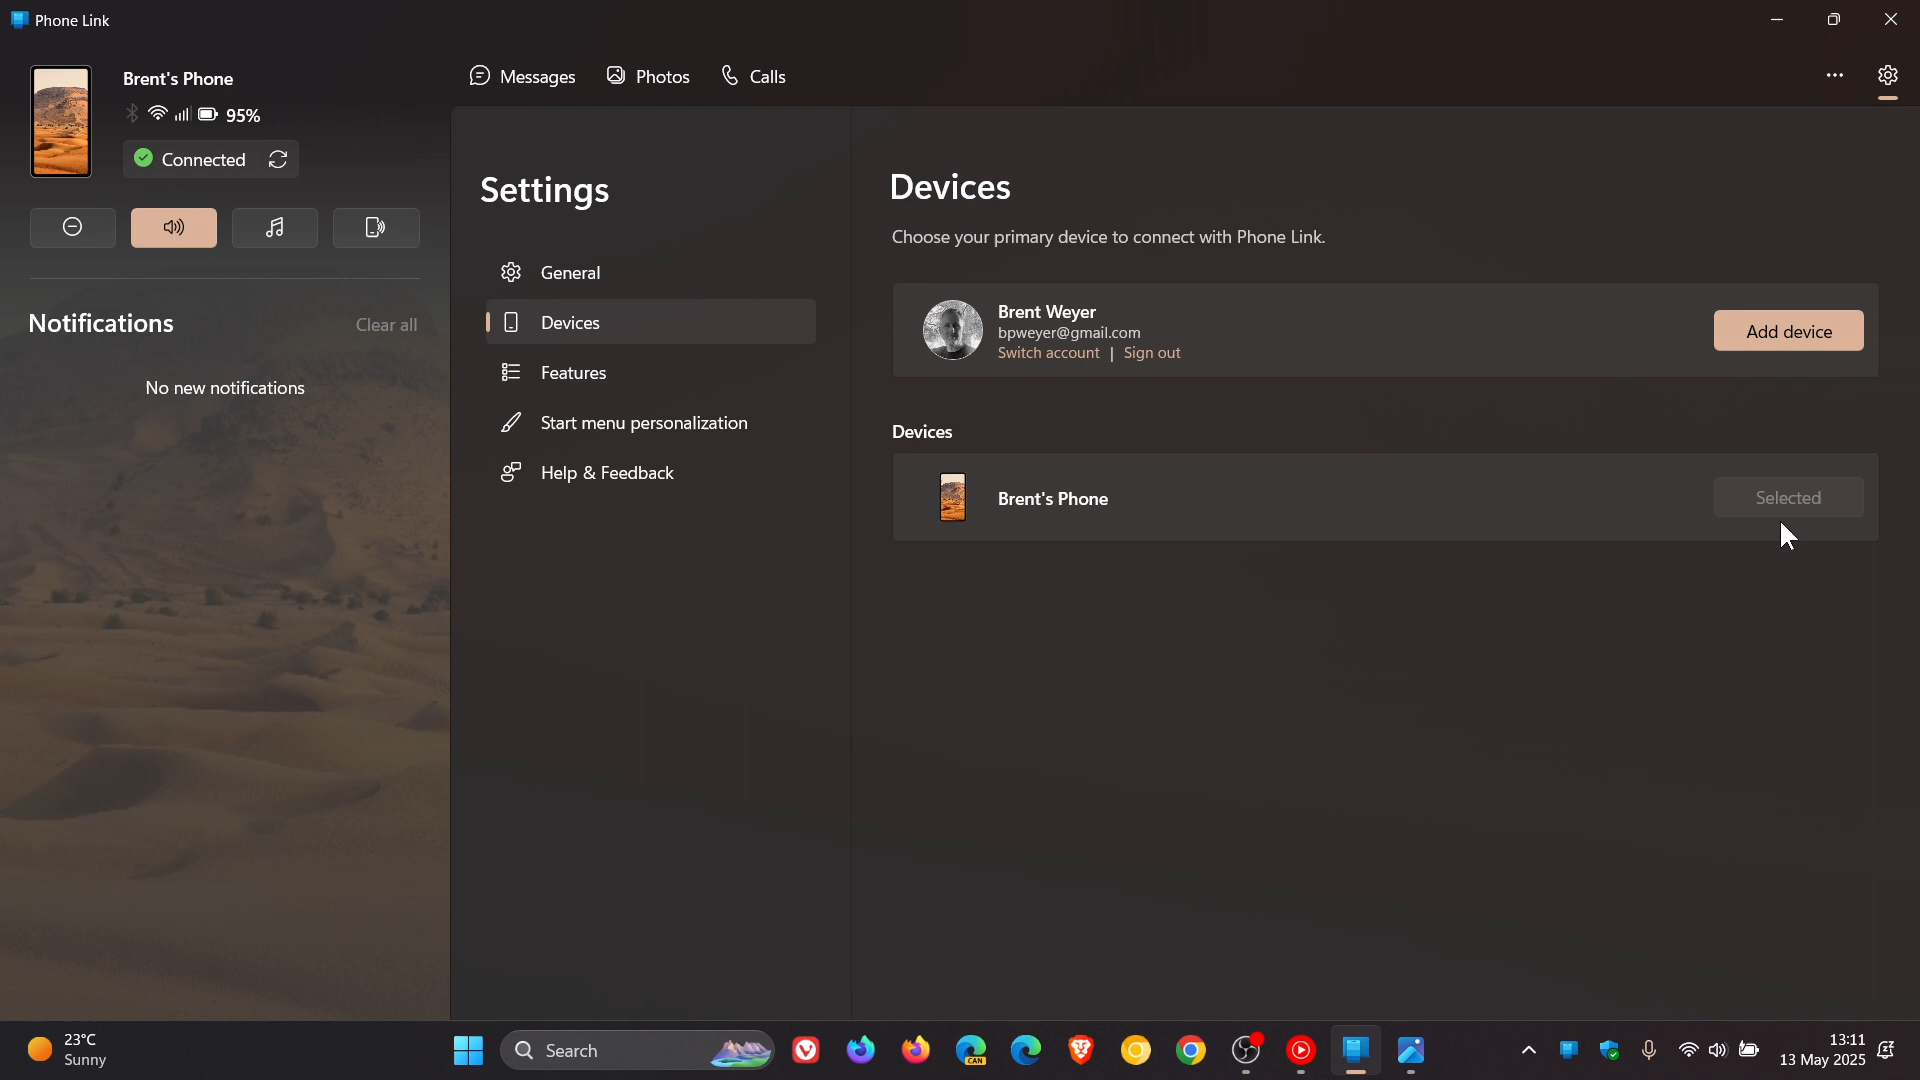 Phone Link
Brent's Phone
95%
Connected
Notifications
Clear all
No new notifications
Messages
Photos
Calls
Settings
General
Devices
Features
Start menu personalization
Help & Feedback
Devices
Choose your primary device to connect with Phone Link.
Brent Weyer
bpweyer@gmail.com
Switch account | Sign out
Add device
Devices
Brent's Phone
Selected
23°C
Sunny
Search
CAN
13:11
13 May 2025